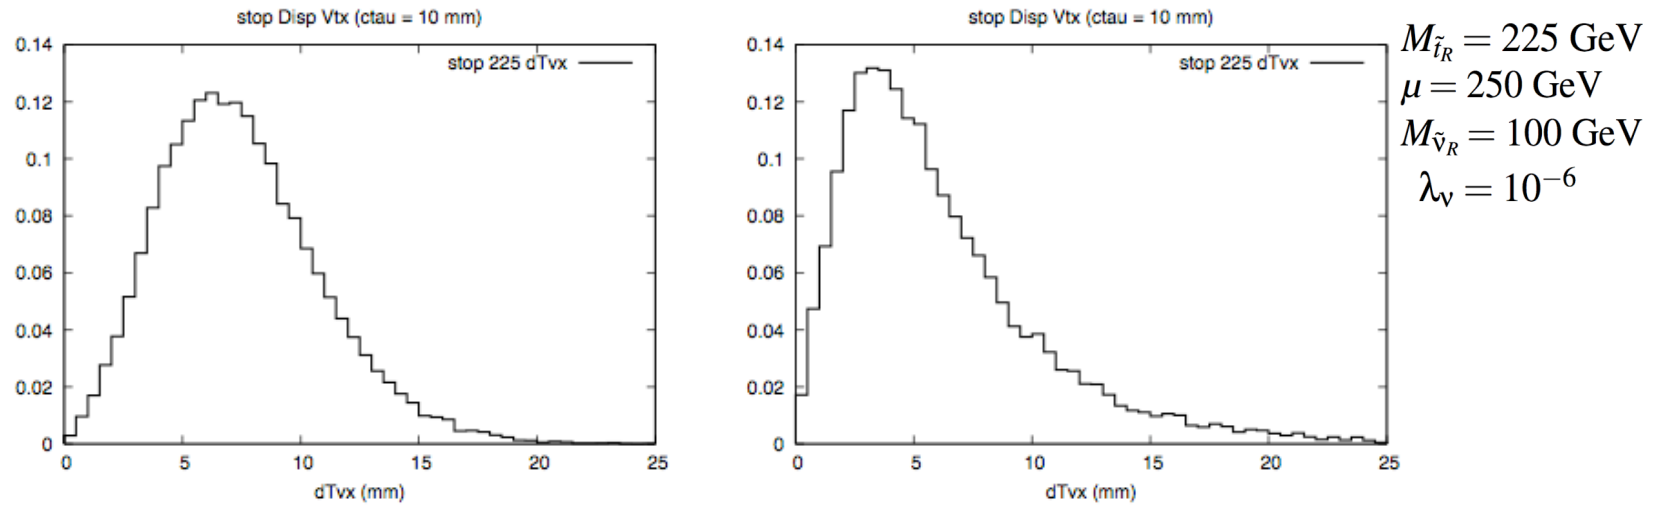 stop Disp Vtx (ctau = 10 mm)
0.14
0.12
0.1
0.08
0.06
0.04
0.02
0
stop 225 dTvx
0 5 10 15 20 25
dTvx (mm)
stop Disp Vtx (ctau = 10 mm)
0.14
0.12
0.1
0.08
0.06
0.04
0.02
0
stop 225 dTvx
0 5 10 15 20 25
dTvx (mm)
M_{t̃_R} = 225 GeV
μ = 250 GeV
M_{ν̃_R} = 100 GeV
λ_ν = 10^{−6}